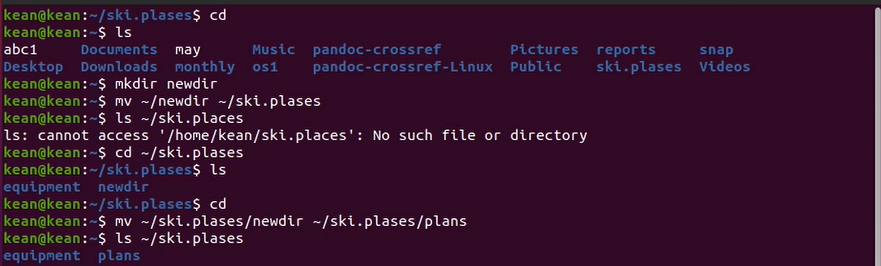 kean@kean:~/ski.plases$ cd
kean@kean:~$ ls
abc1 Documents may Music pandoc-crossref Pictures reports snap
Desktop Downloads monthly os1 pandoc-crossref-Linux Public ski.plases Videos
kean@kean:~$ mkdir newdir
kean@kean:~$ mv ~/newdir ~/ski.plases
kean@kean:~$ ls ~/ski.places
ls: cannot access '/home/kean/ski.places': No such file or directory
kean@kean:~$ cd ~/ski.plases
kean@kean:~/ski.plases$ ls
equipment newdir
kean@kean:~/ski.plases$ cd
kean@kean:~$ mv ~/ski.plases/newdir ~/ski.plases/plans
kean@kean:~$ ls ~/ski.plases
equipment plans